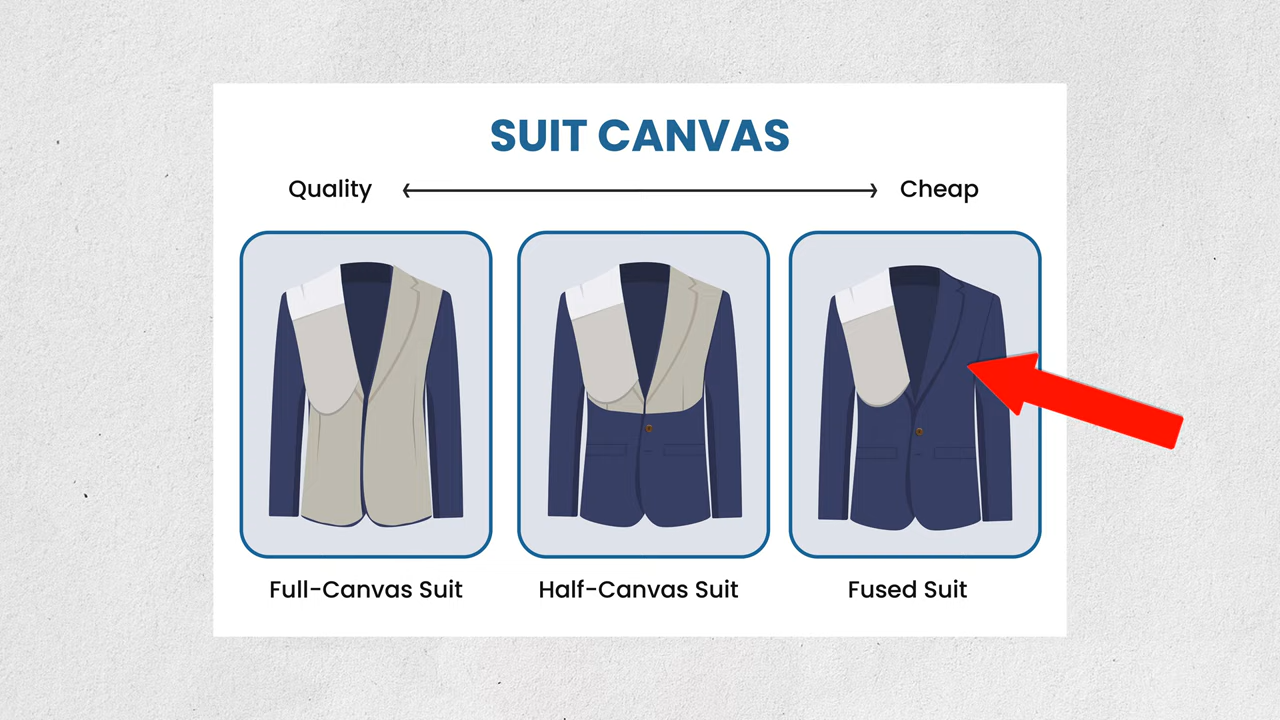 SUIT CANVAS
Quality
Cheap
Full-Canvas Suit
Half-Canvas Suit
Fused Suit